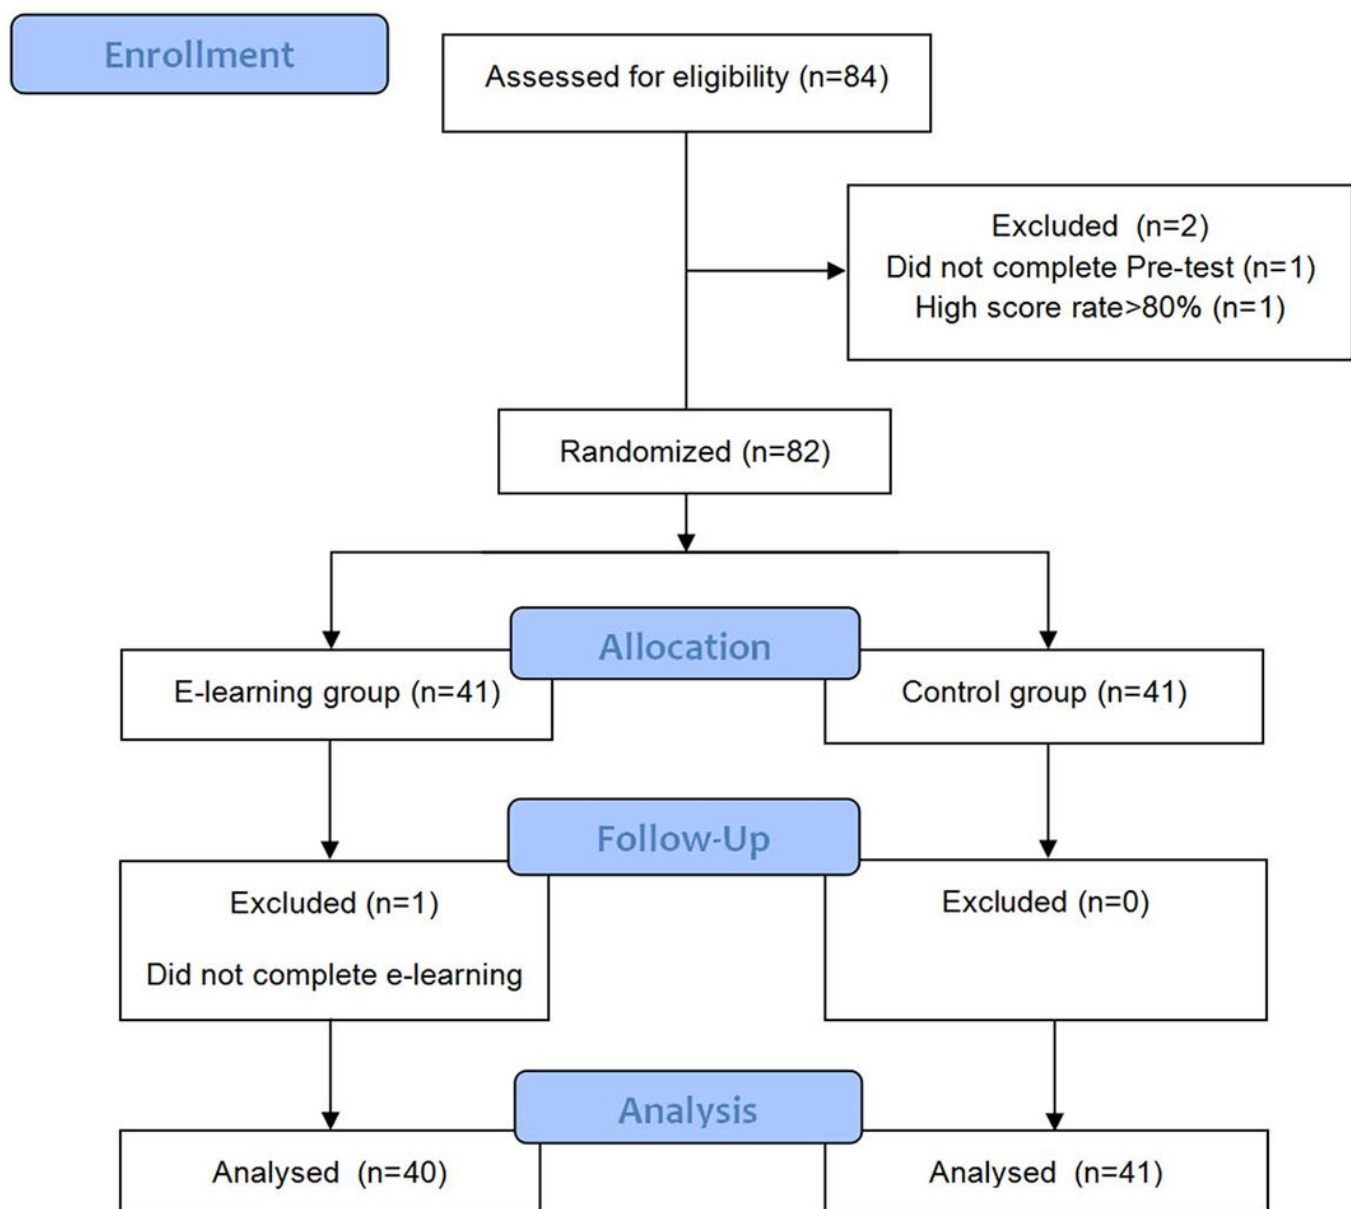 Enrollment
Assessed for eligibility (n=84)
Excluded  (n=2)
Did not complete Pre-test (n=1)
High score rate>80% (n=1)
Randomized (n=82)
Allocation
E-learning group (n=41)
Control group (n=41)
Follow-Up
Excluded (n=1)
Did not complete e-learning
Excluded (n=0)
Analysis
Analysed  (n=40)
Analysed  (n=41)